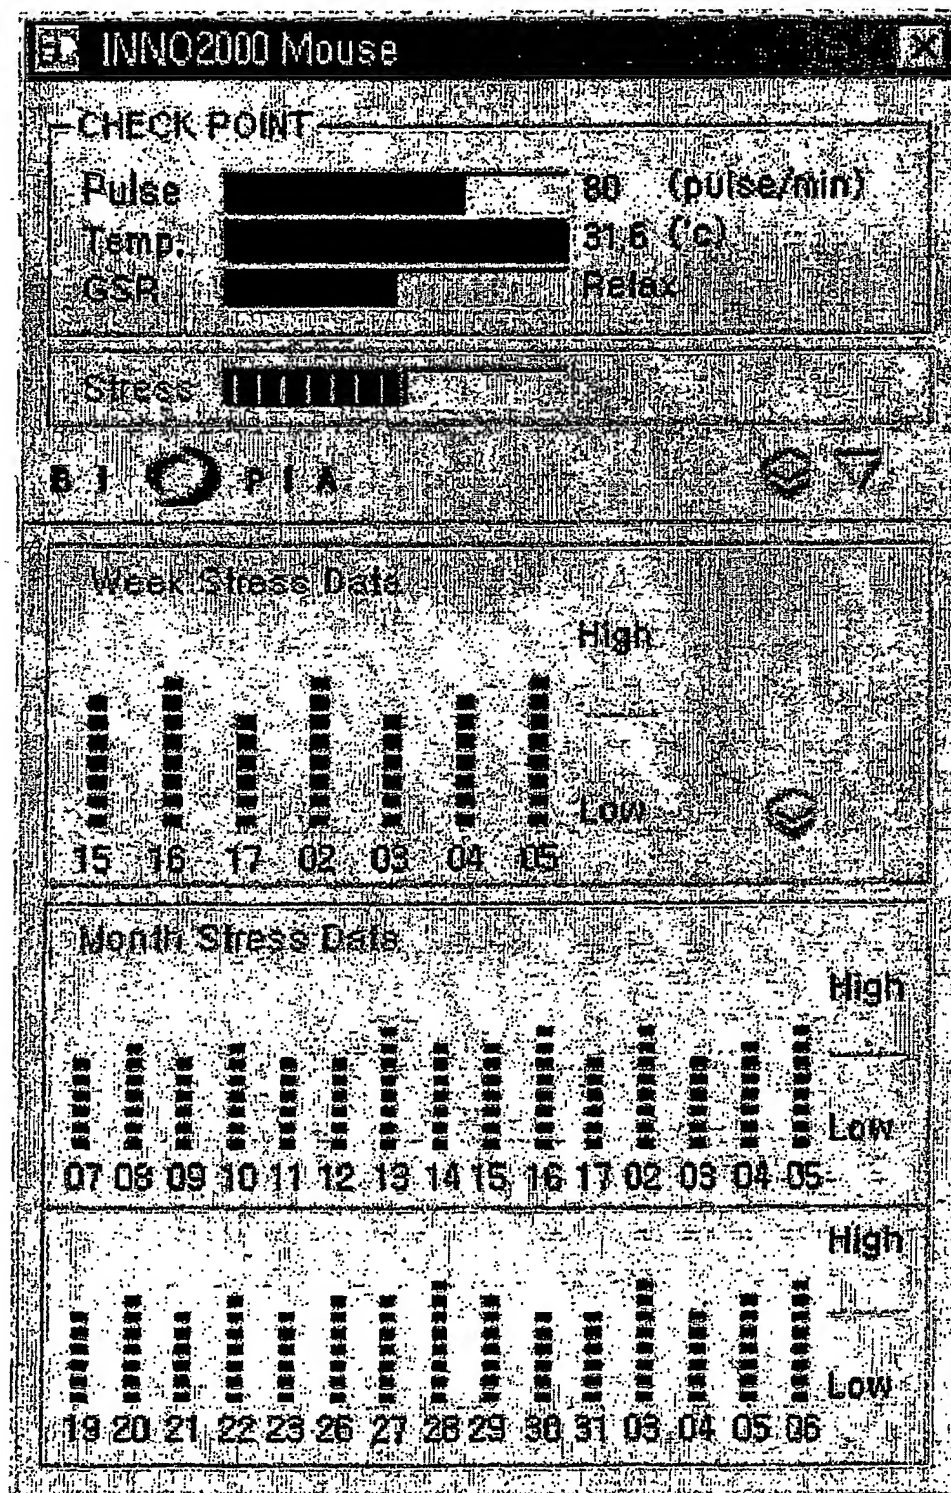 INNO2000 Mouse
CHECK POINT
Pulse 80 (pulse/min)
Temp. 31.6 ('c)
GSR Relax
Stress
B I O P I A
Week Stress Data
High
Low
15 16 17 02 03 04 05
Month Stress Data
High
Low
07 08 09 10 11 12 13 14 15 16 17 02 03 04 05
High
Low
19 20 21 22 23 26 27 28 29 30 31 03 04 05 06